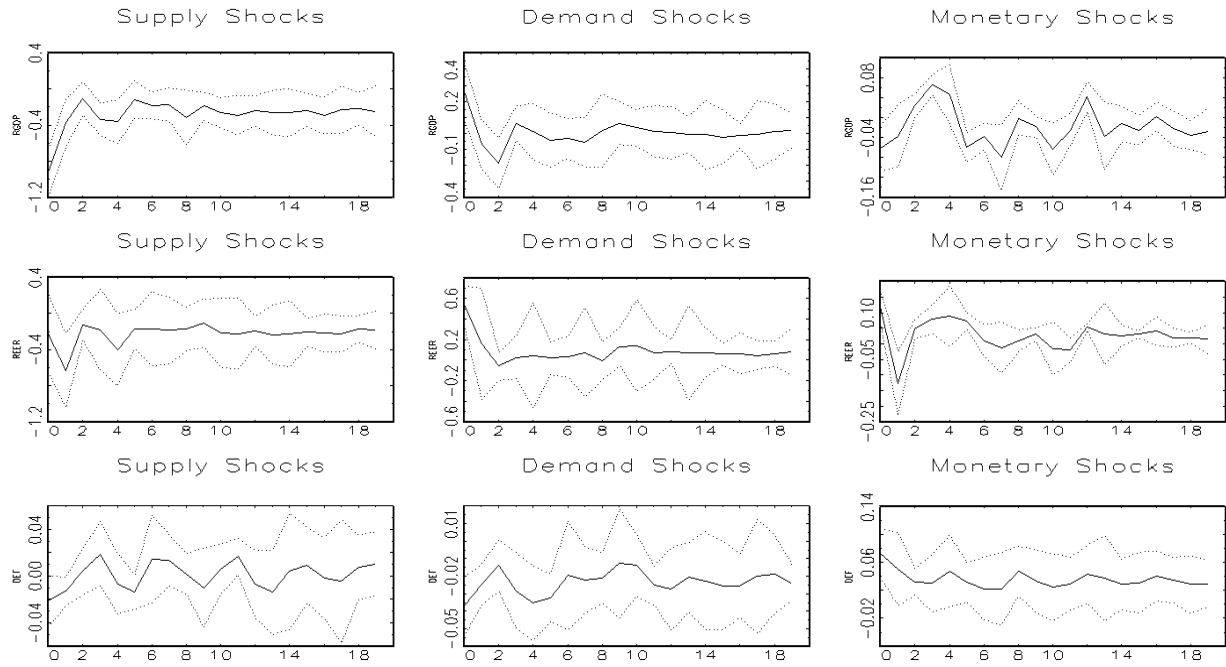 Supply Shocks
Demand Shocks
Monetary Shocks
RGDP
0.4
-0.4
-1.2
0 2 4 6 8 10 14 18
RGDP
0.4
0.2
-0.1
-0.4
0 2 4 6 8 10 14 18
RGDP
0.08
-0.04
-0.16
0 2 4 6 8 10 14 18
Supply Shocks
Demand Shocks
Monetary Shocks
REER
0.4
-0.4
-1.2
0 2 4 6 8 10 14 18
REER
0.6
0.2
-0.2
-0.6
0 2 4 6 8 10 14 18
REER
0.10
-0.05
-0.25
0 2 4 6 8 10 14 18
Supply Shocks
Demand Shocks
Monetary Shocks
DEF
0.04
0.00
-0.04
0 2 4 6 8 10 14 18
DEF
0.01
-0.02
-0.05
0 2 4 6 8 10 14 18
DEF
0.14
0.06
-0.02
0 2 4 6 8 10 14 18